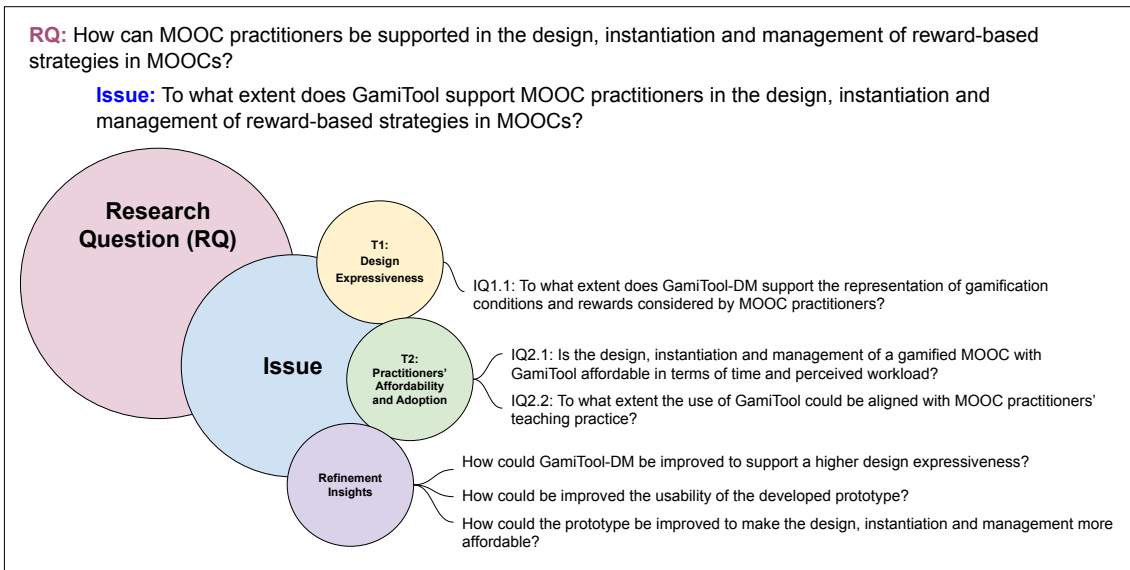 RQ: How can MOOC practitioners be supported in the design, instantiation and management of reward-based
strategies in MOOCs?
Issue: To what extent does GamiTool support MOOC practitioners in the design, instantiation and
management of reward-based strategies in MOOCs?
Research
Question (RQ)
T1:
Design
Expressiveness
IQ1.1: To what extent does GamiTool-DM support the representation of gamification
conditions and rewards considered by MOOC practitioners?
Issue
T2:
Practitioners'
Affordability
and Adoption
IQ2.1: Is the design, instantiation and management of a gamified MOOC with
GamiTool affordable in terms of time and perceived workload?
IQ2.2: To what extent the use of GamiTool could be aligned with MOOC practitioners'
teaching practice?
Refinement
Insights
How could GamiTool-DM be improved to support a higher design expressiveness?
How could be improved the usability of the developed prototype?
How could the prototype be improved to make the design, instantiation and management more
affordable?